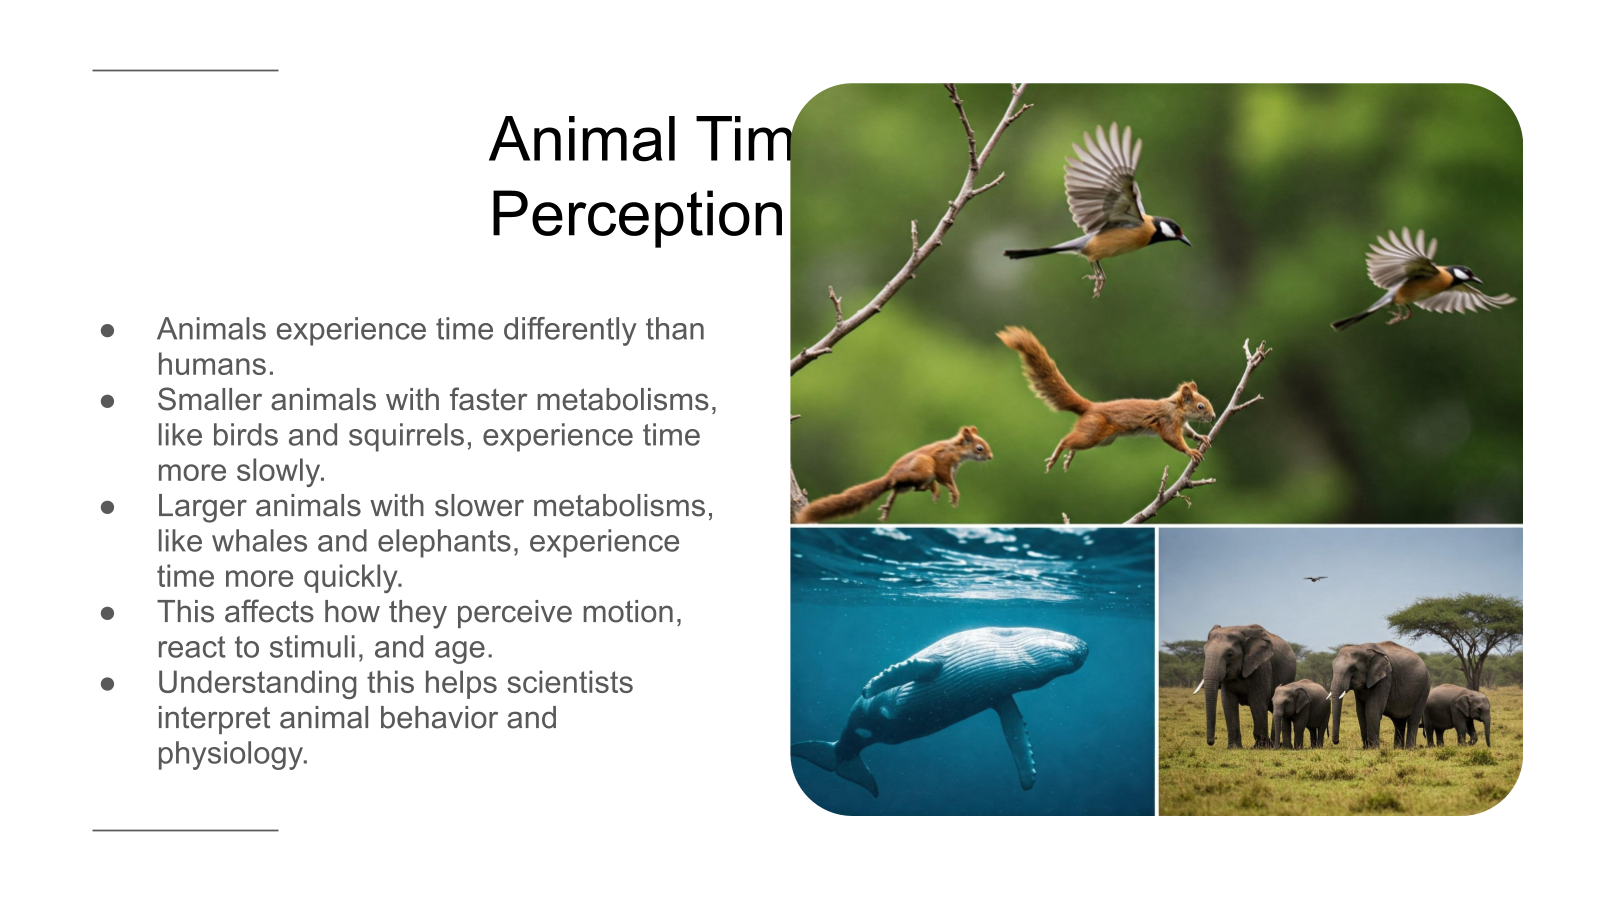 Animal Tim
Perception
● Animals experience time differently than
humans.
● Smaller animals with faster metabolisms,
like birds and squirrels, experience time
more slowly.
● Larger animals with slower metabolisms,
like whales and elephants, experience
time more quickly.
● This affects how they perceive motion,
react to stimuli, and age.
● Understanding this helps scientists
interpret animal behavior and
physiology.